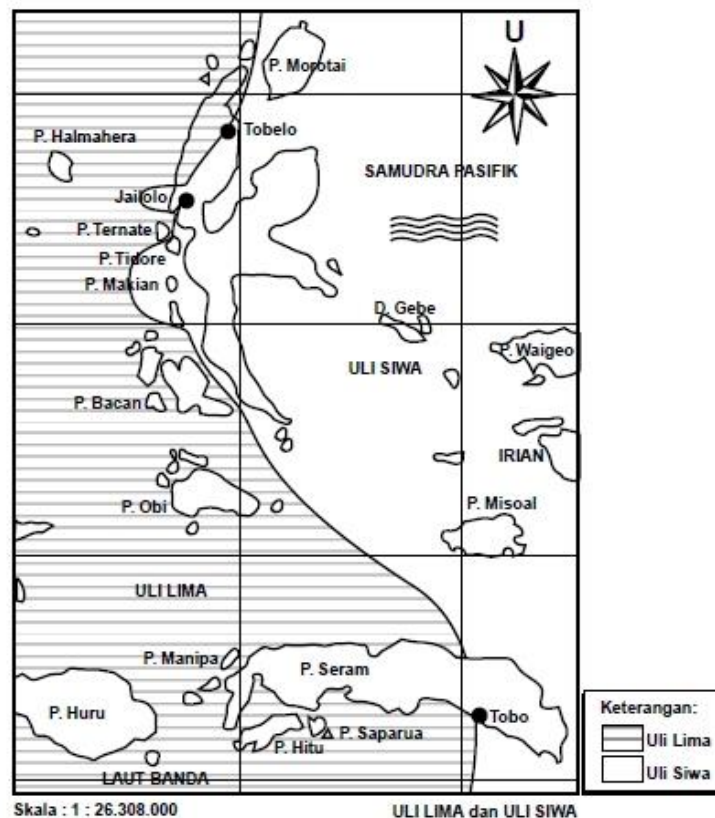 U
P. Morotai
P. Halmahera
Tobelo
SAMUDRA PASIFIK
Jailolo
P. Ternate
P. Tidore
P. Makian
D. Gebe
P. Waigeo
ULI SIWA
P. Bacan
IRIAN
P. Obi
P. Misoal
ULI LIMA
P. Manipa
P. Seram
P. Huru
Tobo
P. Saparua
P. Hitu
LAUT BANDA
Keterangan:
Uli Lima
Uli Siwa
Skala : 1 : 26.308.000
ULI LIMA dan ULI SIWA